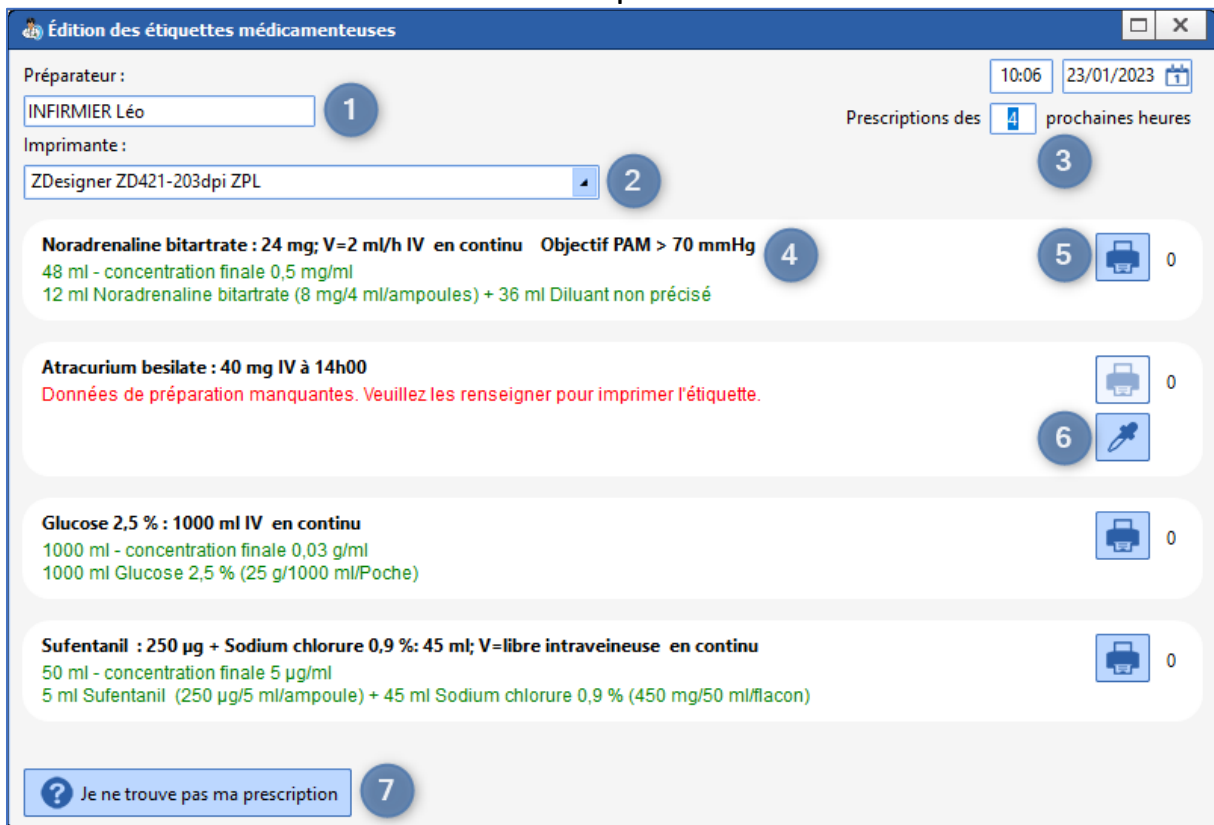 Édition des étiquettes médicamenteuses
Préparateur :
10:06 23/01/2023
INFIRMIER Léo
1
Prescriptions des 4 prochaines heures
Imprimante :
3
ZDesigner ZD421-203dpi ZPL
2
Noradrenaline bitartrate : 24 mg; V=2 ml/h IV en continu Objectif PAM > 70 mmHg
4
5
0
48 ml - concentration finale 0,5 mg/ml
12 ml Noradrenaline bitartrate (8 mg/4 ml/ampoules) + 36 ml Diluant non précisé
Atracurium besilate : 40 mg IV à 14h00
0
Données de préparation manquantes. Veuillez les renseigner pour imprimer l'étiquette.
6
Glucose 2,5 % : 1000 ml IV en continu
0
1000 ml - concentration finale 0,03 g/ml
1000 ml Glucose 2,5 % (25 g/1000 ml/Poche)
Sufentanil : 250 µg + Sodium chlorure 0,9 %: 45 ml; V=libre intraveineuse en continu
0
50 ml - concentration finale 5 µg/ml
5 ml Sufentanil (250 µg/5 ml/ampoule) + 45 ml Sodium chlorure 0,9 % (450 mg/50 ml/flacon)
? Je ne trouve pas ma prescription
7